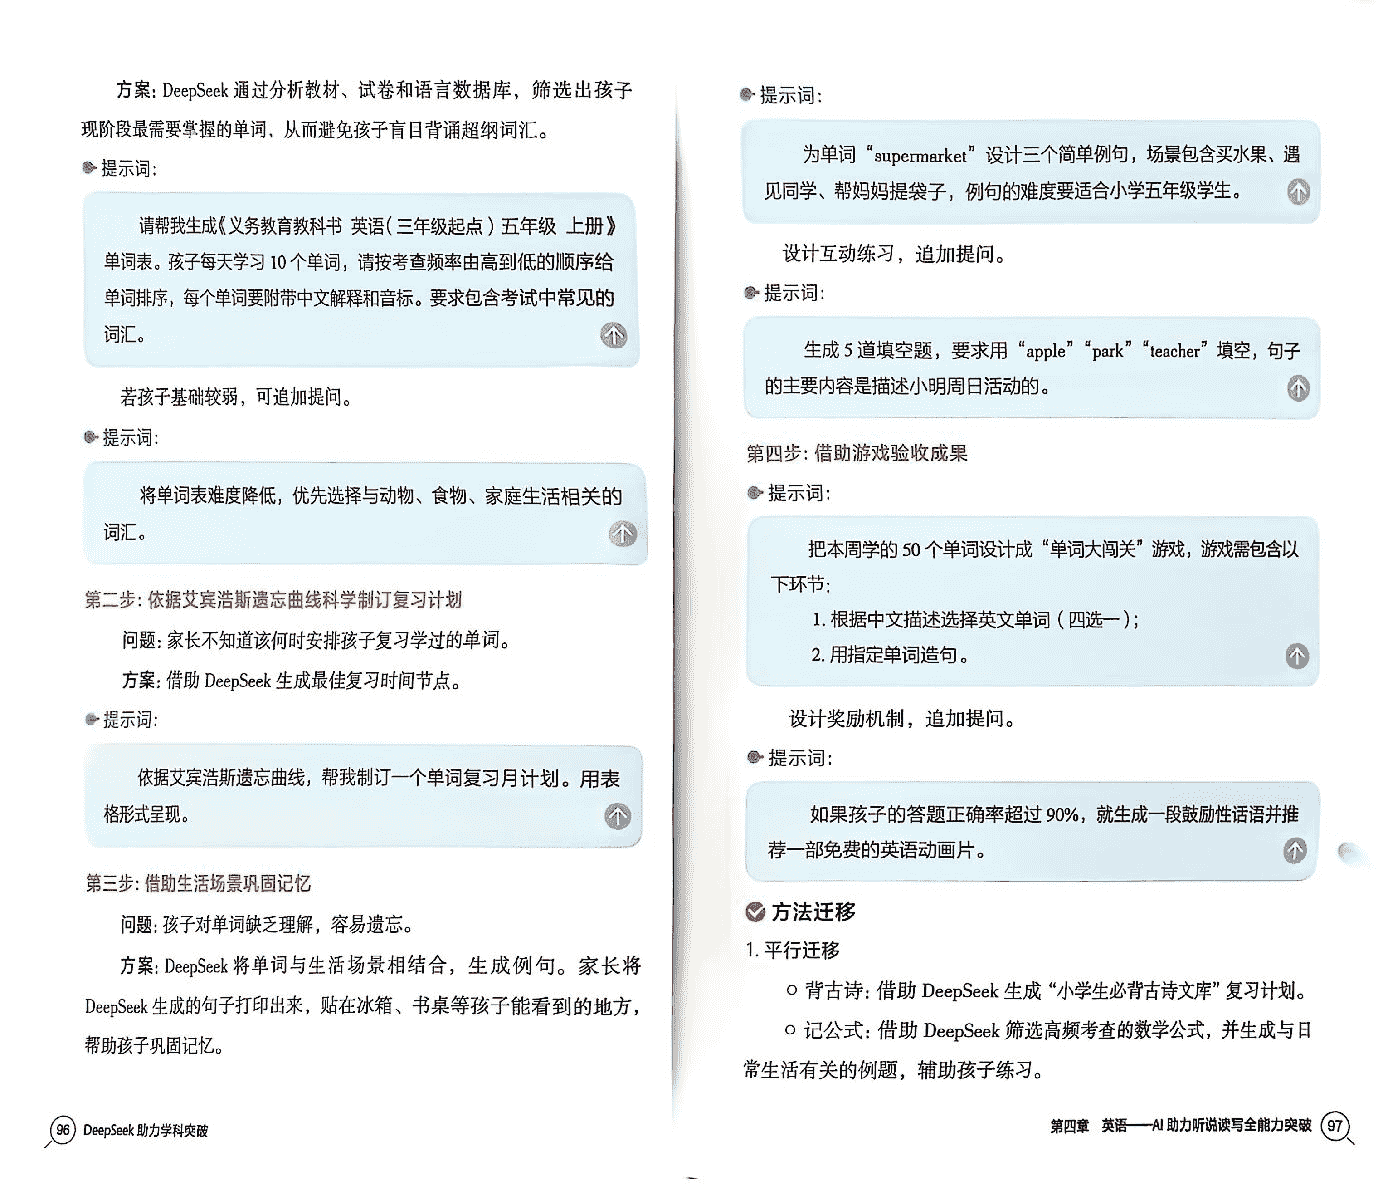 方案：DeepSeek 通过分析教材、试卷和语言数据库，筛选出孩子
现阶段最需要掌握的单词，从而避免孩子盲目背诵超纲词汇。
提示词：
请帮我生成《义务教育教科书 英语（三年级起点）五年级 上册》
单词表。孩子每天学习 10 个单词，请按考查频率由高到低的顺序给
单词排序，每个单词要附带中文解释和音标。要求包含考试中常见的
词汇。
若孩子基础较弱，可追加提问。
提示词：
将单词表难度降低，优先选择与动物、食物、家庭生活相关的
词汇。
第二步：依据艾宾浩斯遗忘曲线科学制订复习计划
问题：家长不知道该何时安排孩子复习学过的单词。
方案：借助 DeepSeek 生成最佳复习时间节点。
提示词：
依据艾宾浩斯遗忘曲线，帮我制订一个单词复习月计划。用表
格形式呈现。
第三步：借助生活场景巩固记忆
问题：孩子对单词缺乏理解，容易遗忘。
方案：DeepSeek 将单词与生活场景相结合，生成例句。家长将
DeepSeek 生成的句子打印出来，贴在冰箱、书桌等孩子能看到的地方，
帮助孩子巩固记忆。
96 DeepSeek 助力学科突破
提示词：
为单词“supermarket”设计三个简单例句，场景包含买水果、遇
见同学、帮妈妈提袋子，例句的难度要适合小学五年级学生。
设计互动练习，追加提问。
提示词：
生成 5 道填空题，要求用“apple”“park”“teacher”填空，句子
的主要内容是描述小明周日活动的。
第四步：借助游戏验收成果
提示词：
把本周学的 50 个单词设计成“单词大闯关”游戏，游戏需包含以
下环节：
1. 根据中文描述选择英文单词（四选一）；
2. 用指定单词造句。
设计奖励机制，追加提问。
提示词：
如果孩子的答题正确率超过 90%，就生成一段鼓励性话语并推
荐一部免费的英语动画片。
方法迁移
1. 平行迁移
背古诗：借助 DeepSeek 生成“小学生必背古诗文库”复习计划。
记公式：借助 DeepSeek 筛选高频考查的数学公式，并生成与日
常生活有关的例题，辅助孩子练习。
第四章 英语——AI 助力听说读写全能力突破 97